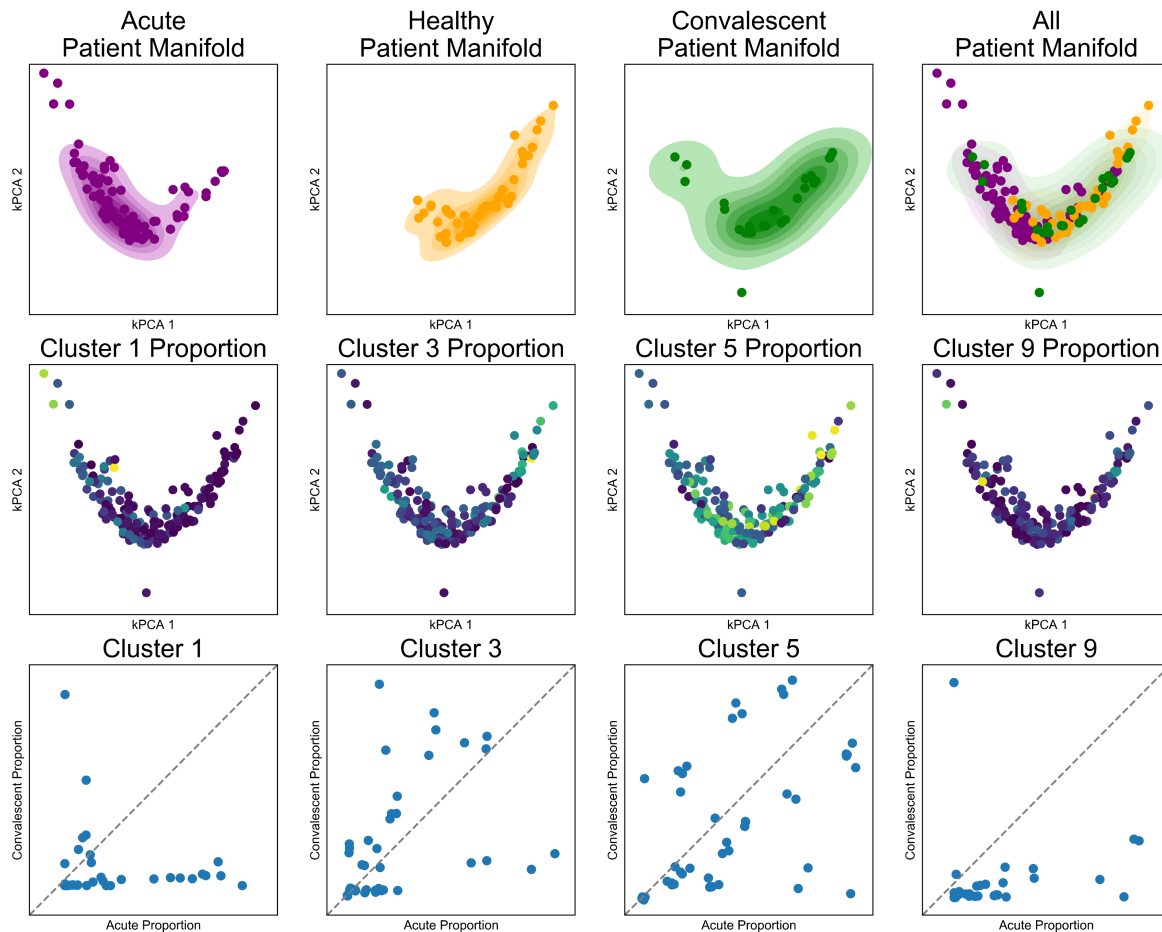 Acute
Patient Manifold
Healthy
Patient Manifold
Convalescent
Patient Manifold
All
Patient Manifold
kPCA 2
kPCA 1
kPCA 2
kPCA 1
kPCA 2
kPCA 1
kPCA 2
kPCA 1
Cluster 1 Proportion
Cluster 3 Proportion
Cluster 5 Proportion
Cluster 9 Proportion
kPCA 2
kPCA 1
kPCA 2
kPCA 1
kPCA 2
kPCA 1
kPCA 2
kPCA 1
Cluster 1
Cluster 3
Cluster 5
Cluster 9
Convalescent Proportion
Acute Proportion
Convalescent Proportion
Acute Proportion
Convalescent Proportion
Acute Proportion
Convalescent Proportion
Acute Proportion